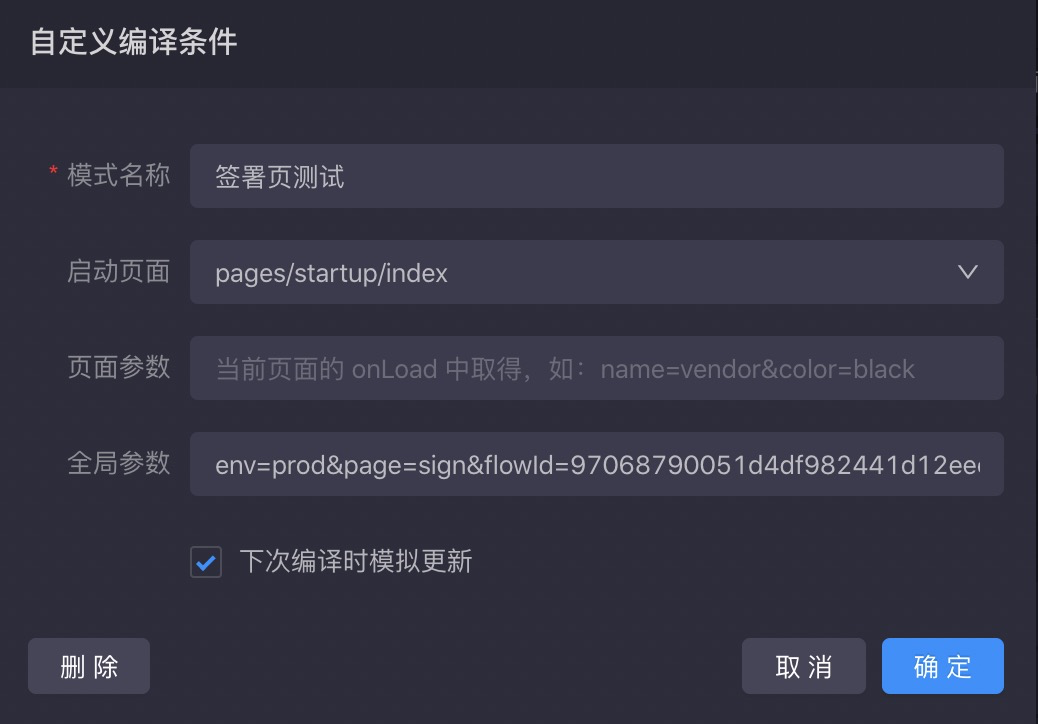 自定义编译条件
* 模式名称 签署页测试
启动页面 pages/startup/index
页面参数 当前页面的 onLoad 中取得，如：name=vendor&color=black
全局参数 env=prod&page=sign&flowId=97068790051d4df982441d12eee
下次编译时模拟更新
删除 取消 确定